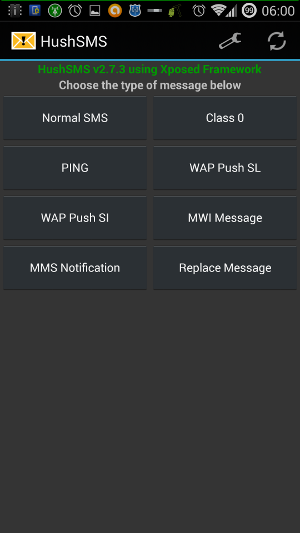 99 06:00
HushSMS
HushSMS v2.7.3 using Xposed Framework
Choose the type of message below
Normal SMS Class 0
PING WAP Push SL
WAP Push SI MWI Message
MMS Notification Replace Message